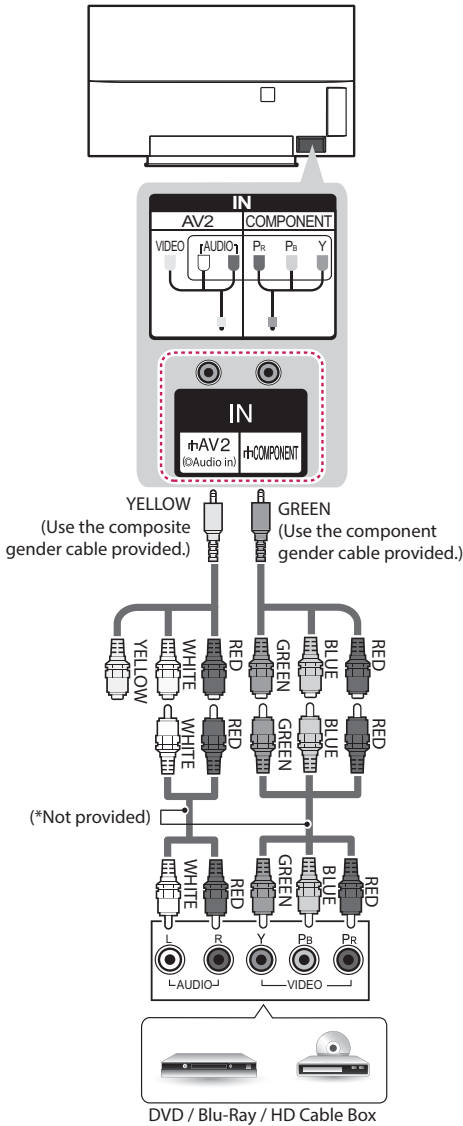 IN
AV2 COMPONENT
VIDEO AUDIO PR PB Y
IN
AV2 COMPONENT
(Audio in)
YELLOW
(Use the composite
gender cable provided.)
GREEN
(Use the component
gender cable provided.)
YELLOW WHITE RED GREEN BLUE RED
WHITE RED GREEN BLUE RED
(*Not provided)
WHITE RED GREEN BLUE RED
L R Y PB PR
AUDIO VIDEO
DVD / Blu-Ray / HD Cable Box